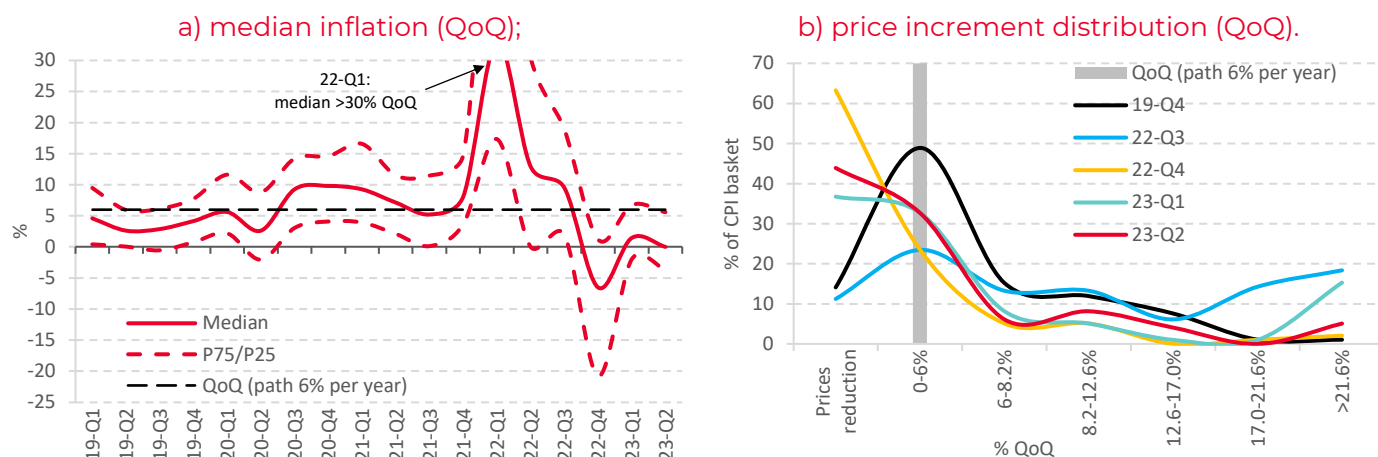 a) median inflation (QoQ);
30
25
20
15
10
5
0
-5
-10
-15
-20
-25
%
22-Q1:
median >30% QoQ
Median
P75/P25
QoQ (path 6% per year)
19-Q1
19-Q2
19-Q3
19-Q4
20-Q1
20-Q2
20-Q3
20-Q4
21-Q1
21-Q2
21-Q3
21-Q4
22-Q1
22-Q2
22-Q3
22-Q4
23-Q1
23-Q2
b) price increment distribution (QoQ).
70
60
50
40
30
20
10
0
% of CPI basket
QoQ (path 6% per year)
19-Q4
22-Q3
22-Q4
23-Q1
23-Q2
Prices
reduction
0-6%
6-8.2%
8.2-12.6%
12.6-17.0%
17.0-21.6%
>21.6%
% QoQ